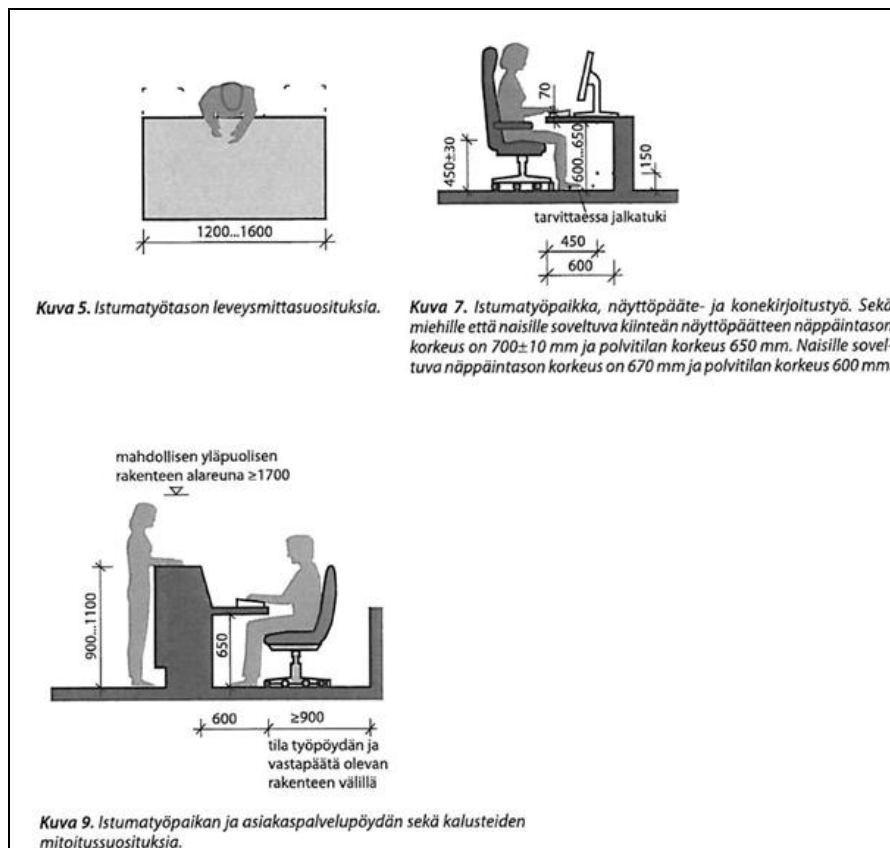 1200...1600
Kuva 5. Istumatyötason leveysmittasuosituksia.
70
450±30
600...650
150
tarvittaessa jalkatuki
450
600
Kuva 7. Istumatyöpaikka, näyttöpääte- ja konekirjoitustyö. Sekä
miehille että naisille soveltuva kiinteän näyttöpäätteen näppäintason
korkeus on 700±10 mm ja polvitilan korkeus 650 mm. Naisille sovel-
tuva näppäintason korkeus on 670 mm ja polvitilan korkeus 600 mm.
mahdollisen yläpuolisen
rakenteen alareuna ≥1700
900...1100
650
600
≥900
tila työpöydän ja
vastapäätä olevan
rakenteen välillä
Kuva 9. Istumatyöpaikan ja asiakaspalvelupöydän sekä kalusteiden
mitoitussuosituksia.